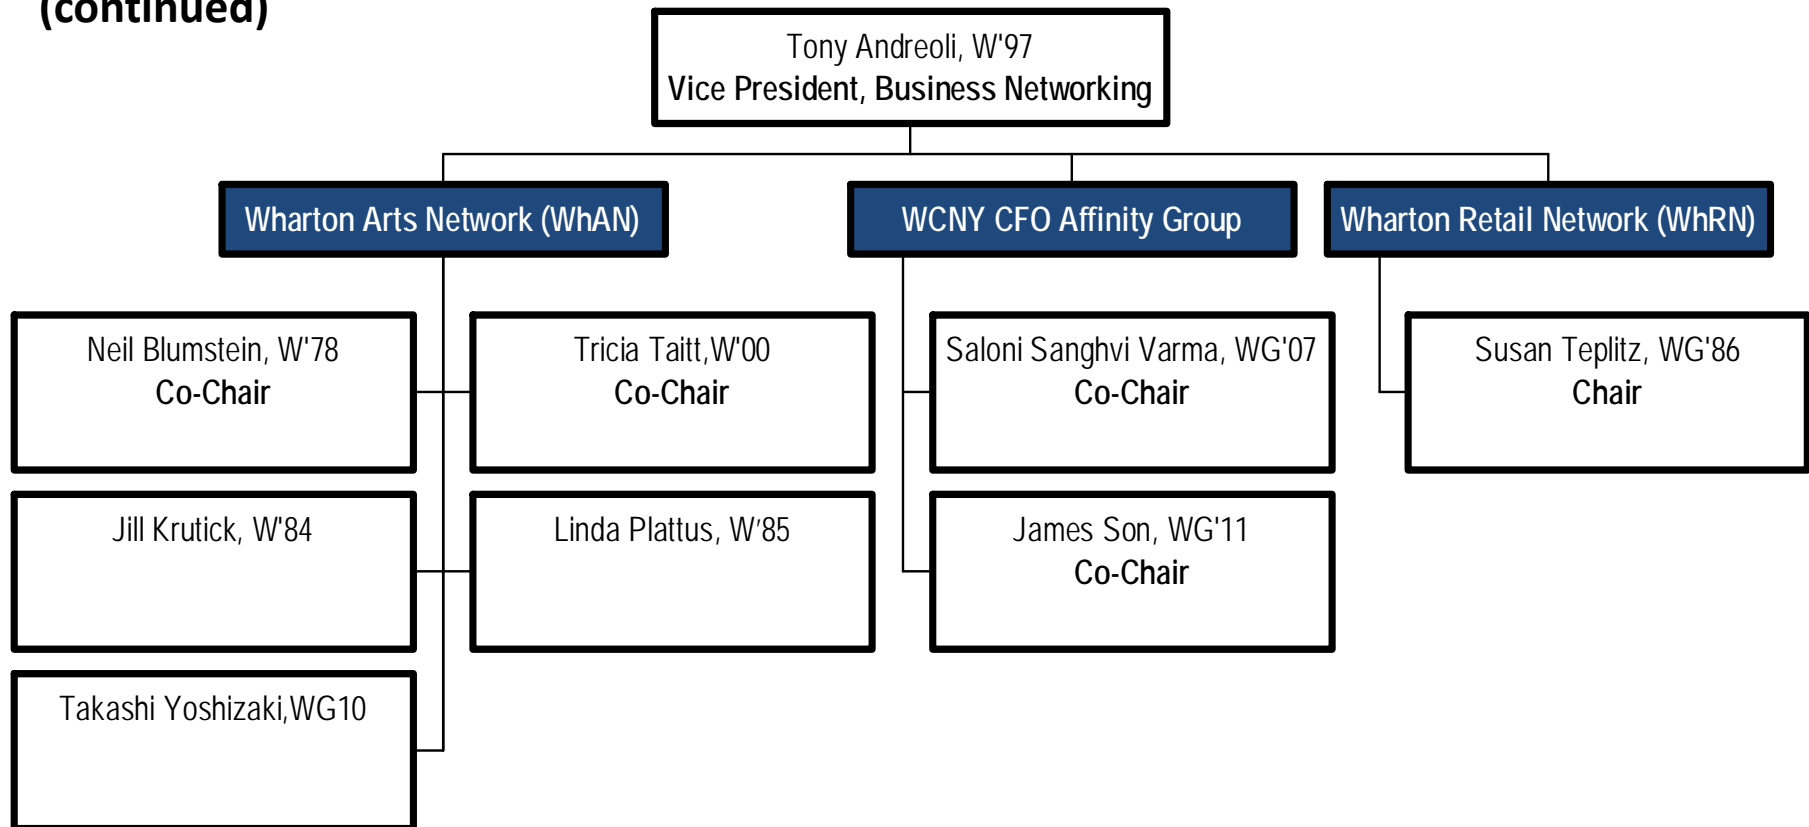 (continued)
Tony Andreoli, W'97
Vice President, Business Networking
Wharton Arts Network (WhAN)
WCNY CFO Affinity Group
Wharton Retail Network (WhRN)
Neil Blumstein, W'78
Co-Chair
Tricia Taitt,W'00
Co-Chair
Saloni Sanghvi Varma, WG'07
Co-Chair
Susan Teplitz, WG'86
Chair
Jill Krutick, W'84
Linda Plattus, W’85
James Son, WG'11
Co-Chair
Takashi Yoshizaki,WG10